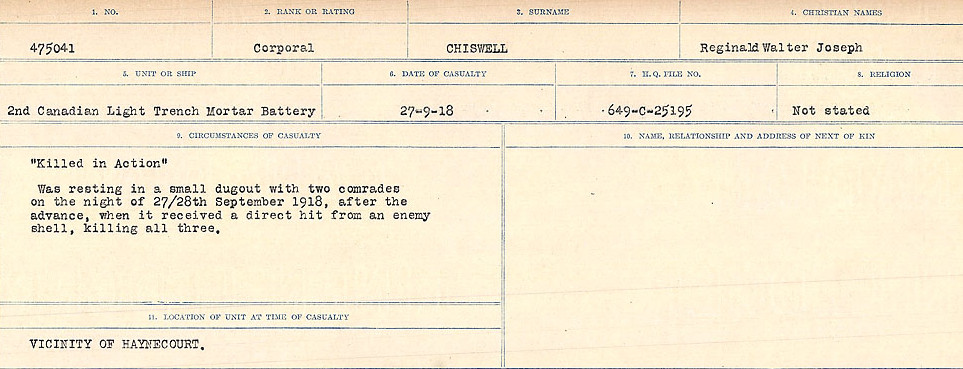 1. NO. 2. RANK OR RATING 3. SURNAME 4. CHRISTIAN NAMES
475041 Corporal CHISWELL Reginald Walter Joseph
5. UNIT OR SHIP 6. DATE OF CASUALTY 7. H.Q. FILE NO. 8. RELIGION
2nd Canadian Light Trench Mortar Battery 27-9-18 649-C-25195 Not stated
9. CIRCUMSTANCES OF CASUALTY
"Killed in Action"
Was resting in a small dugout with two comrades
on the night of 27/28th September 1918, after the
advance, when it received a direct hit from an enemy
shell, killing all three.
10. NAME, RELATIONSHIP AND ADDRESS OF NEXT OF KIN
11. LOCATION OF UNIT AT TIME OF CASUALTY
VICINITY OF HAYNECOURT.